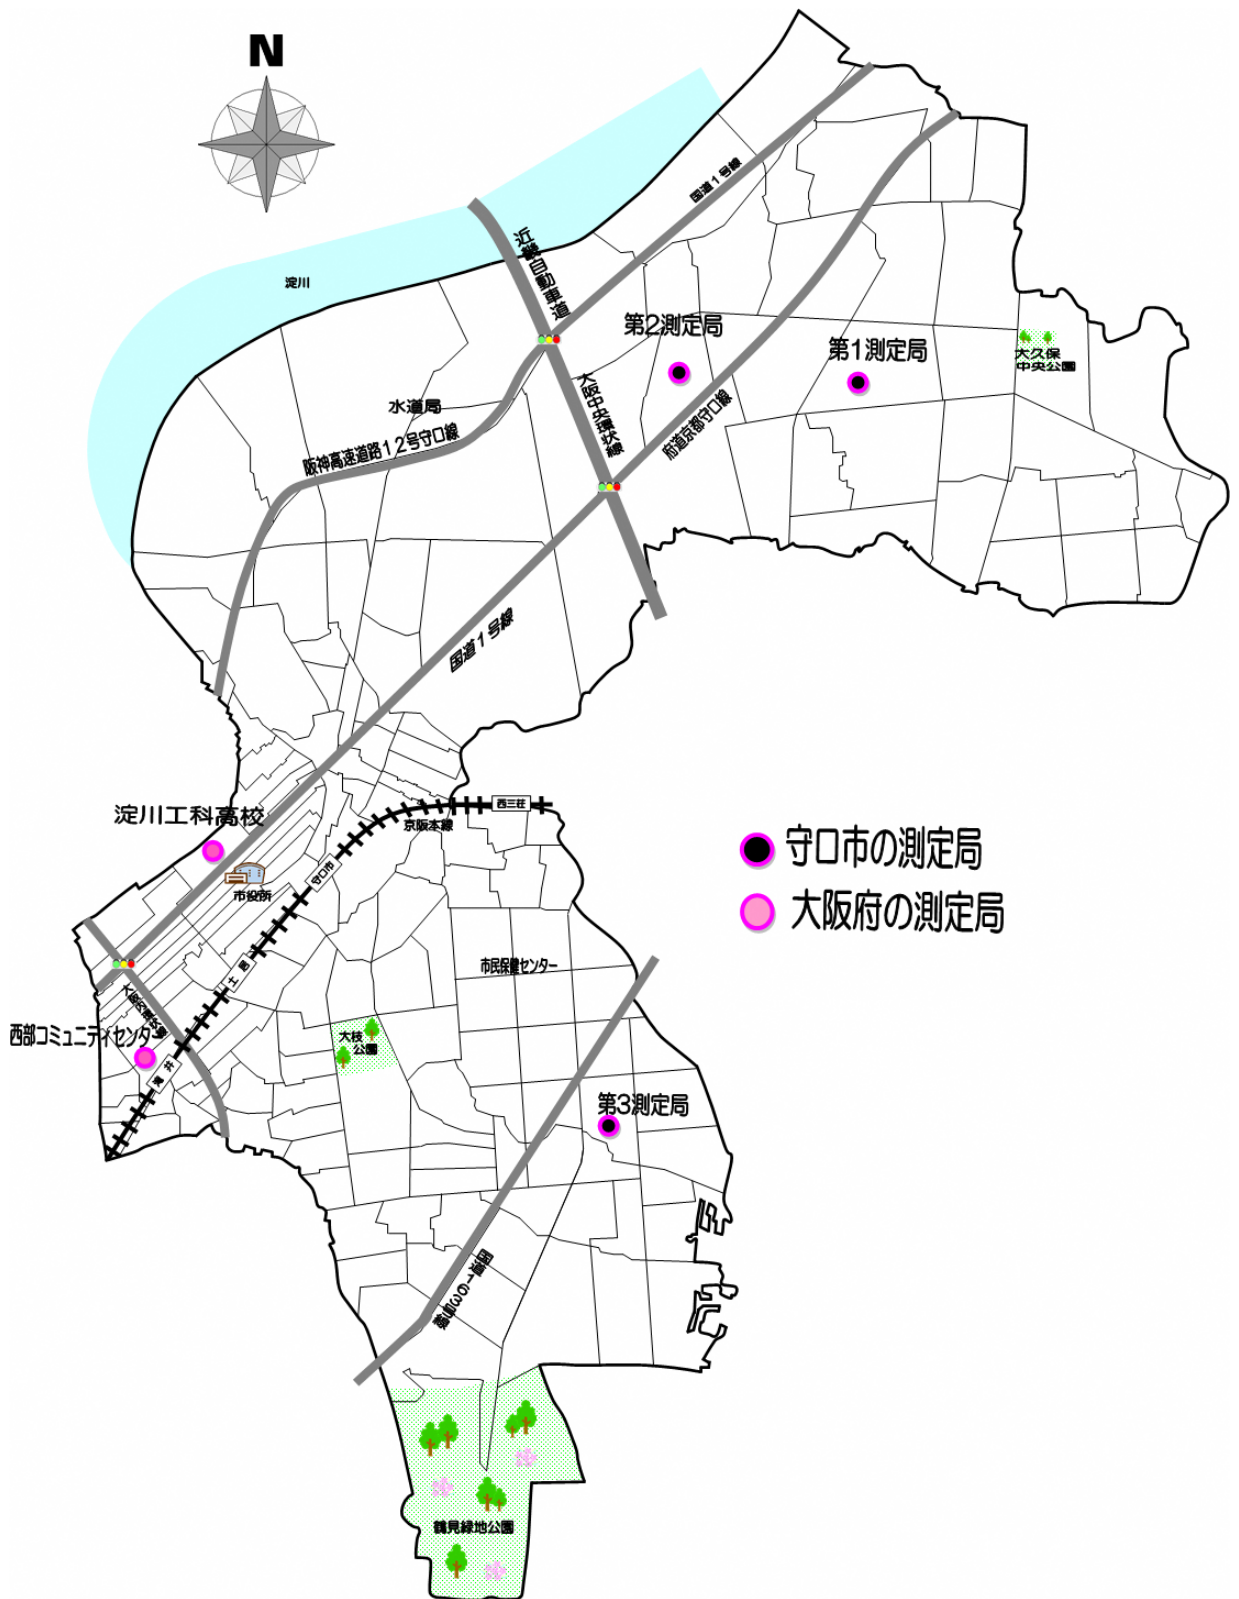 N
国道1号線
近畿自動車道
淀川
第2測定局
第1測定局
大久保
中央公園
大阪中央環状線
水道局
府道京都守口線
阪神高速道路12号守口線
国道1号線
西三荘
淀川工科高校
京阪本線
守口市の測定局
守口市
市役所
大阪府の測定局
市民保健センター
土居
西部コミュニティセンター
大枝
公園
滝井
第3測定局
国道163号線
鶴見緑地公園